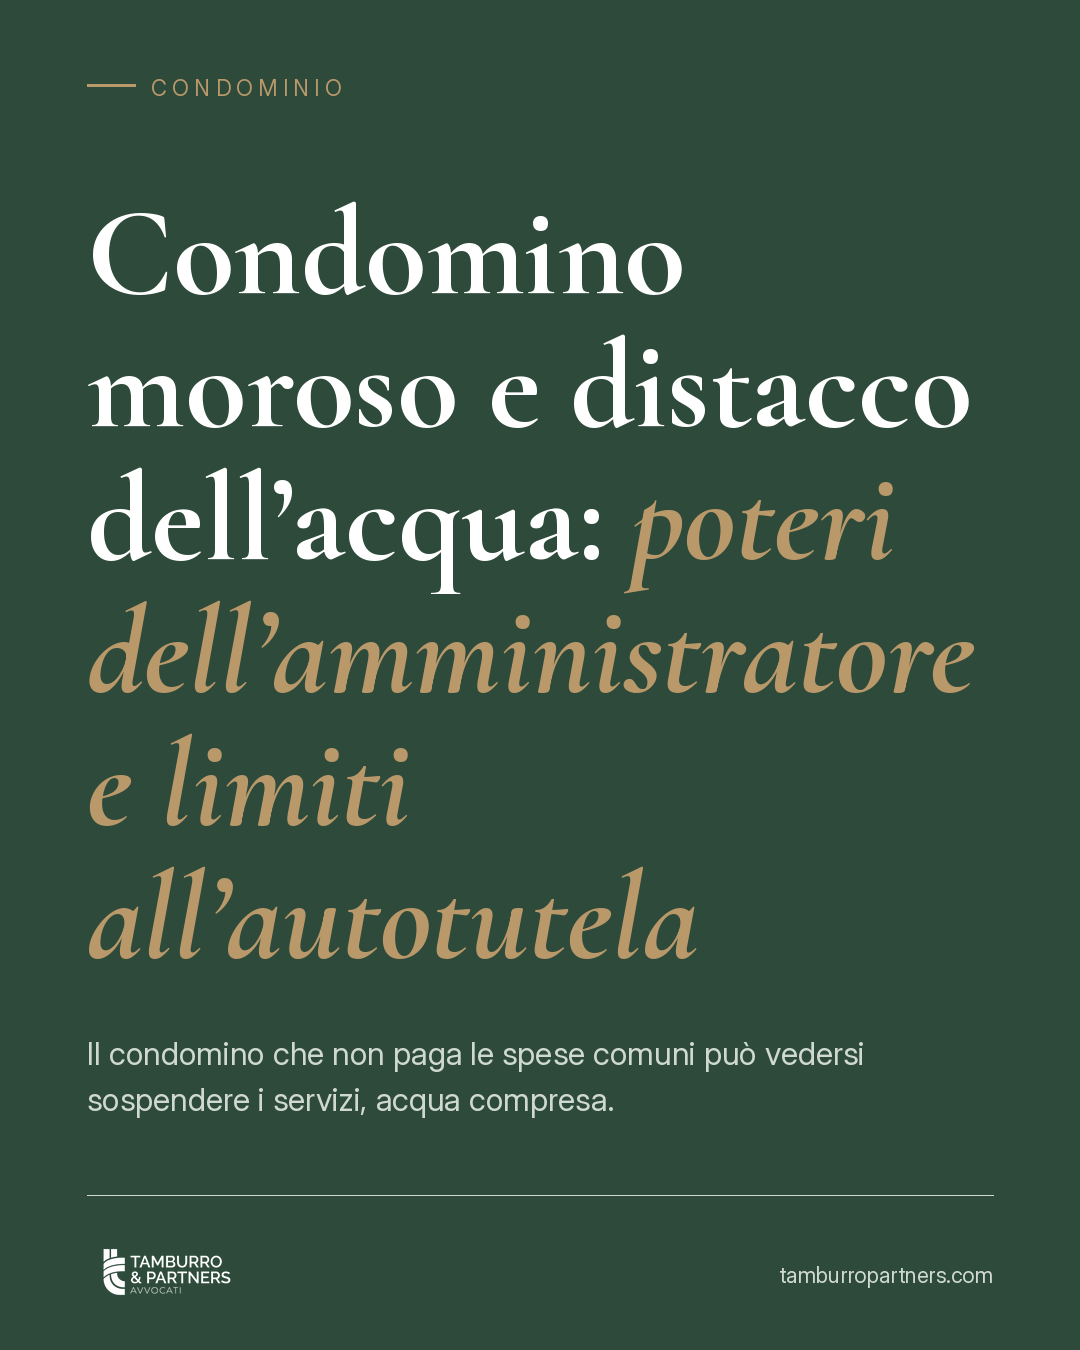 CONDOMINIO
Condomino
moroso e distacco
dell’acqua: poteri
dell’amministratore
e limiti
all’autotutela
Il condomino che non paga le spese comuni può vedersi
sospendere i servizi, acqua compresa.
TAMBURRO
& PARTNERS
AVVOCATI
tamburropartners.com